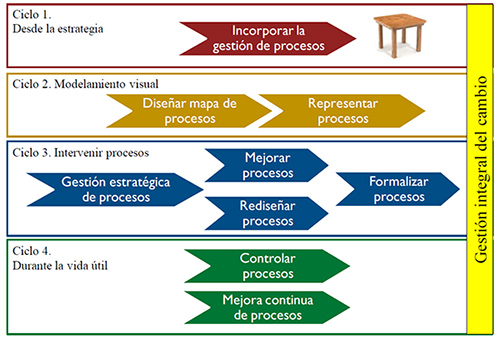 Ciclo 1.
Desde la estrategia
Incorporar la
gestión de procesos
Ciclo 2. Modelamiento visual
Diseñar mapa de
procesos
Representar
procesos
Ciclo 3. Intervenir procesos
Gestión estratégica
de procesos
Mejorar
procesos
Rediseñar
procesos
Formalizar
procesos
Ciclo 4.
Durante la vida útil
Controlar
procesos
Mejora continua
de procesos
Gestión integral del cambio